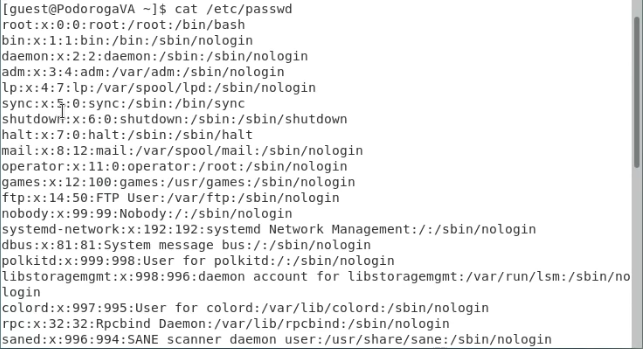 [guest@PodorogaVA ~]$ cat /etc/passwd
root:x:0:0:root:/root:/bin/bash
bin:x:1:1:bin:/bin:/sbin/nologin
daemon:x:2:2:daemon:/sbin:/sbin/nologin
adm:x:3:4:adm:/var/adm:/sbin/nologin
lp:x:4:7:lp:/var/spool/lpd:/sbin/nologin
sync:x:5:0:sync:/sbin:/bin/sync
shutdown:x:6:0:shutdown:/sbin:/sbin/shutdown
halt:x:7:0:halt:/sbin:/sbin/halt
mail:x:8:12:mail:/var/spool/mail:/sbin/nologin
operator:x:11:0:operator:/root:/sbin/nologin
games:x:12:100:games:/usr/games:/sbin/nologin
ftp:x:14:50:FTP User:/var/ftp:/sbin/nologin
nobody:x:99:99:Nobody:/:/sbin/nologin
systemd-network:x:192:192:systemd Network Management:/:/sbin/nologin
dbus:x:81:81:System message bus:/:/sbin/nologin
polkitd:x:999:998:User for polkitd:/:/sbin/nologin
libstoragemgmt:x:998:996:daemon account for libstoragemgmt:/var/run/lsm:/sbin/no
login
colord:x:997:995:User for colord:/var/lib/colord:/sbin/nologin
rpc:x:32:32:Rpcbind Daemon:/var/lib/rpcbind:/sbin/nologin
saned:x:996:994:SANE scanner daemon user:/usr/share/sane:/sbin/nologin